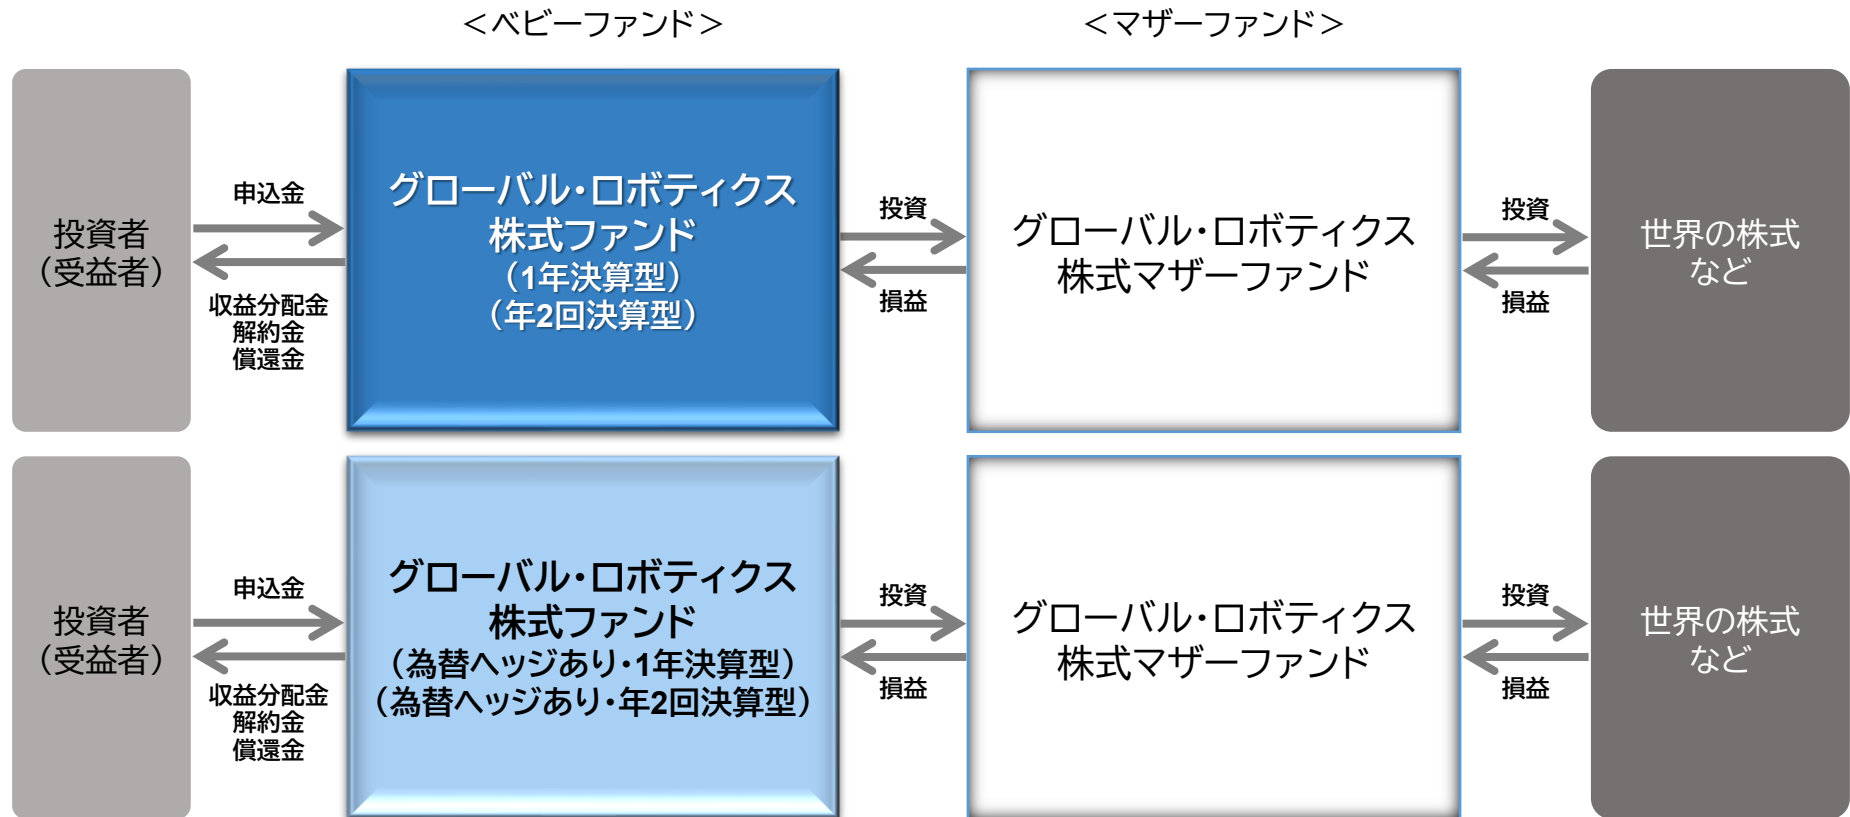 ＜ベビーファンド＞
＜マザーファンド＞
投資者
（受益者）
申込金
収益分配金
解約金
償還金
グローバル・ロボティクス
株式ファンド
（1年決算型）
（年2回決算型）
投資
損益
グローバル・ロボティクス
株式マザーファンド
投資
損益
世界の株式
など
投資者
（受益者）
申込金
収益分配金
解約金
償還金
グローバル・ロボティクス
株式ファンド
（為替ヘッジあり・1年決算型）
（為替ヘッジあり・年2回決算型）
投資
損益
グローバル・ロボティクス
株式マザーファンド
投資
損益
世界の株式
など